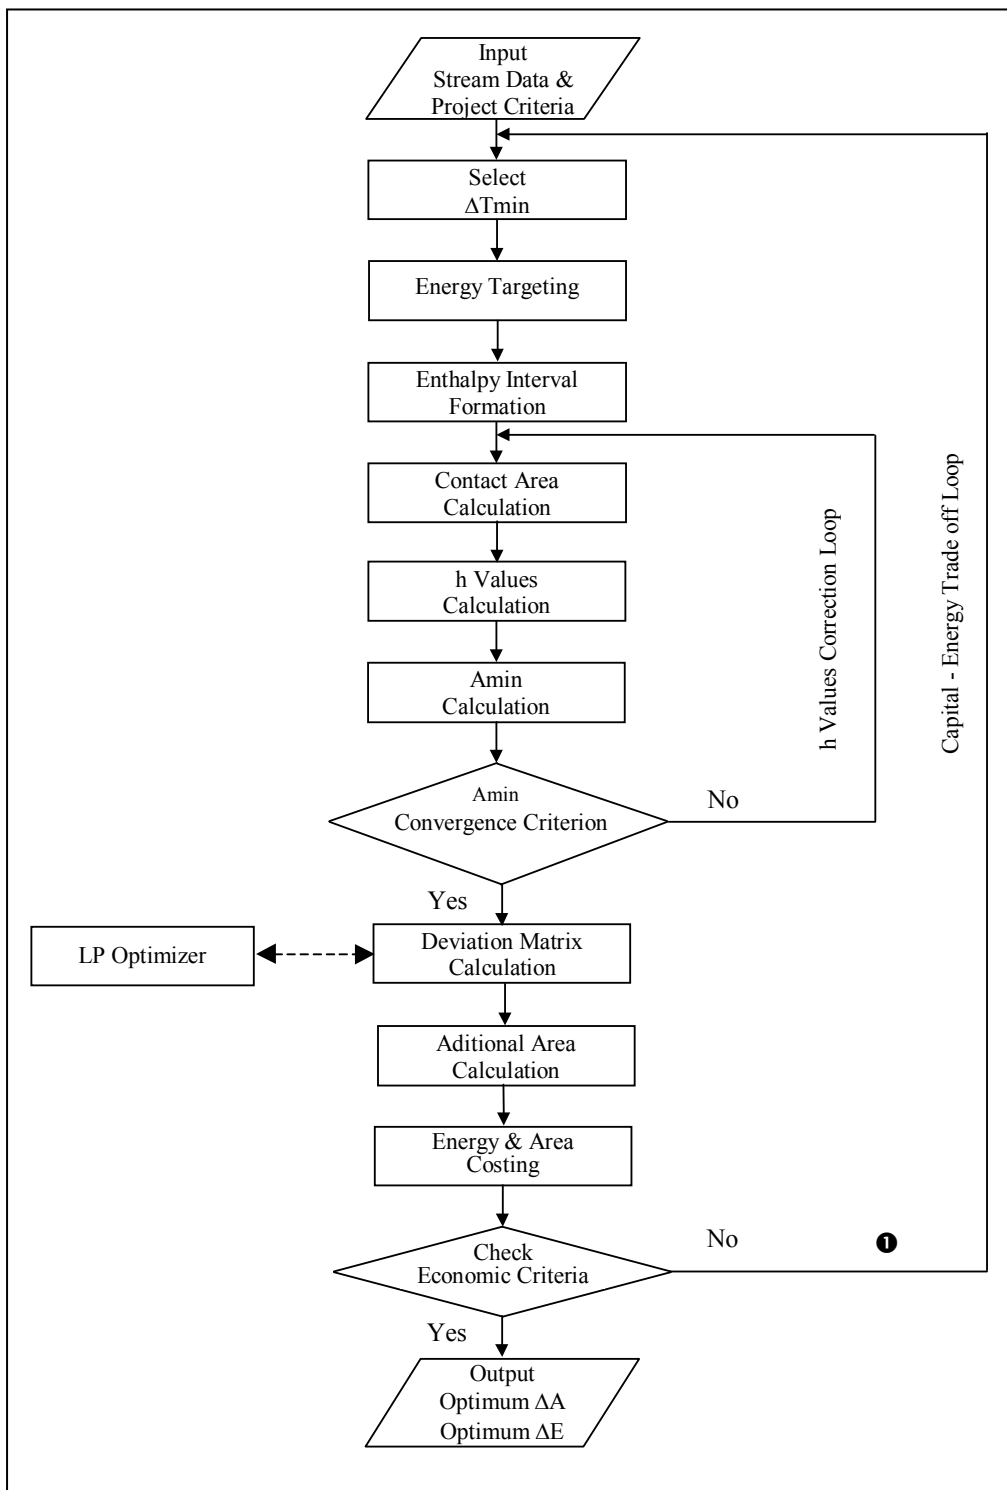 Input
Stream Data &
Project Criteria
Select
ΔTmin
Energy Targeting
Enthalpy Interval
Formation
Contact Area
Calculation
h Values
Calculation
Amin
Calculation
Amin
Convergence Criterion
No
Yes
h Values Correction Loop
Capital - Energy Trade off Loop
LP Optimizer
Deviation Matrix
Calculation
Aditional Area
Calculation
Energy & Area
Costing
Check
Economic Criteria
No
❶
Yes
Output
Optimum ΔA
Optimum ΔE